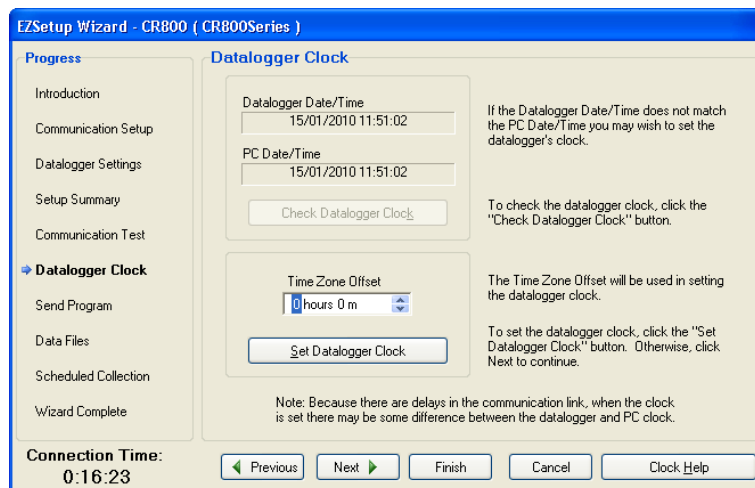 EZSetup Wizard - CR800 ( CR800Series )
Progress
Introduction
Communication Setup
Datalogger Settings
Setup Summary
Communication Test
Datalogger Clock
Send Program
Data Files
Scheduled Collection
Wizard Complete
Connection Time:
0:16:23
Datalogger Clock
Datalogger Date/Time
15/01/2010 11:51:02
PC Date/Time
15/01/2010 11:51:02
Check Datalogger Clock
If the Datalogger Date/Time does not match
the PC Date/Time you may wish to set the
datalogger's clock.
To check the datalogger clock, click the
"Check Datalogger Clock" button.
Time Zone Offset
0 hours 0 m
Set Datalogger Clock
The Time Zone Offset will be used in setting
the datalogger clock.
To set the datalogger clock, click the "Set
Datalogger Clock" button. Otherwise, click
Next to continue.
Note: Because there are delays in the communication link, when the clock
is set there may be some difference between the datalogger and PC clock.
Previous
Next
Finish
Cancel
Clock Help